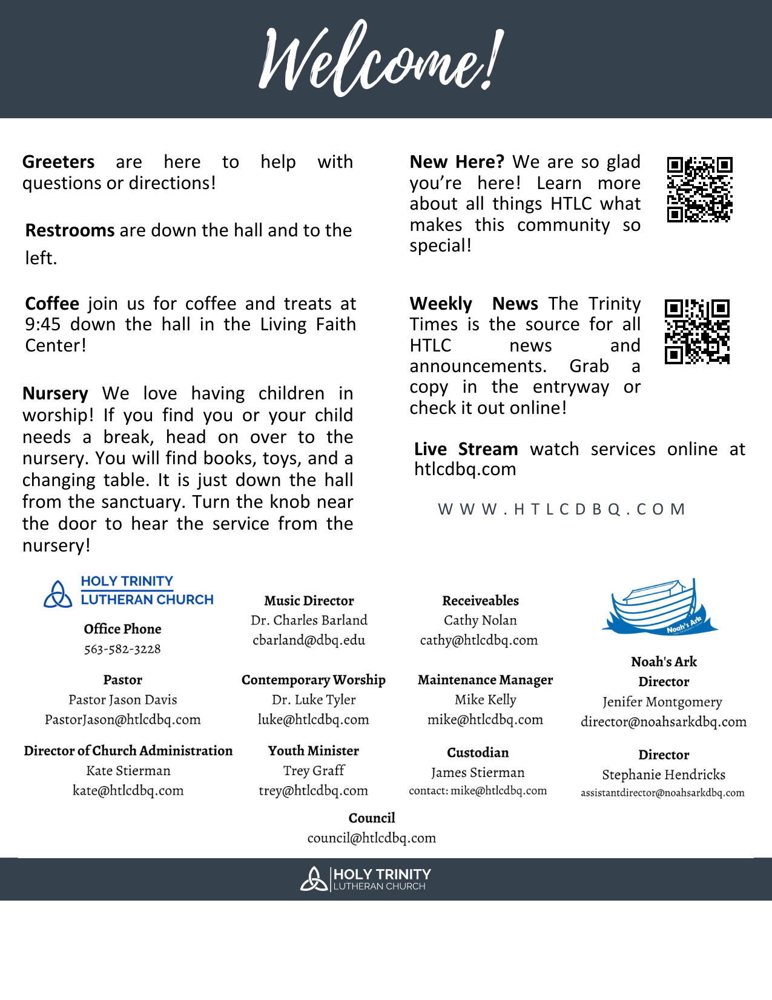 Welcome!
Greeters are here to help with
questions or directions!
Restrooms are down the hall and to the
left.
Coffee join us for coffee and treats at
9:45 down the hall in the Living Faith
Center!
Nursery We love having children in
worship! If you find you or your child
needs a break, head on over to the
nursery. You will find books, toys, and a
changing table. It is just down the hall
from the sanctuary. Turn the knob near
the door to hear the service from the
nursery!
New Here? We are so glad
you’re here! Learn more
about all things HTLC what
makes this community so
special!
Weekly News The Trinity
Times is the source for all
HTLC news and
announcements. Grab a
copy in the entryway or
check it out online!
Live Stream watch services online at
htlcdbq.com
WWW.HTLCDBQ.COM
HOLY TRINITY
LUTHERAN CHURCH
Office Phone
563-582-3228
Pastor
Pastor Jason Davis
PastorJason@htlcdbq.com
Director of Church Administration
Kate Stierman
kate@htlcdbq.com
Music Director
Dr. Charles Barland
cbarland@dbq.edu
Contemporary Worship
Dr. Luke Tyler
luke@htlcdbq.com
Youth Minister
Trey Graff
trey@htlcdbq.com
Receiveables
Cathy Nolan
cathy@htlcdbq.com
Maintenance Manager
Mike Kelly
mike@htlcdbq.com
Custodian
James Stierman
contact: mike@htlcdbq.com
Noah's Ark
Noah's Ark
Director
Jenifer Montgomery
director@noahsarkdbq.com
Director
Stephanie Hendricks
assistantdirector@noahsarkdbq.com
Council
council@htlcdbq.com
HOLY TRINITY
LUTHERAN CHURCH